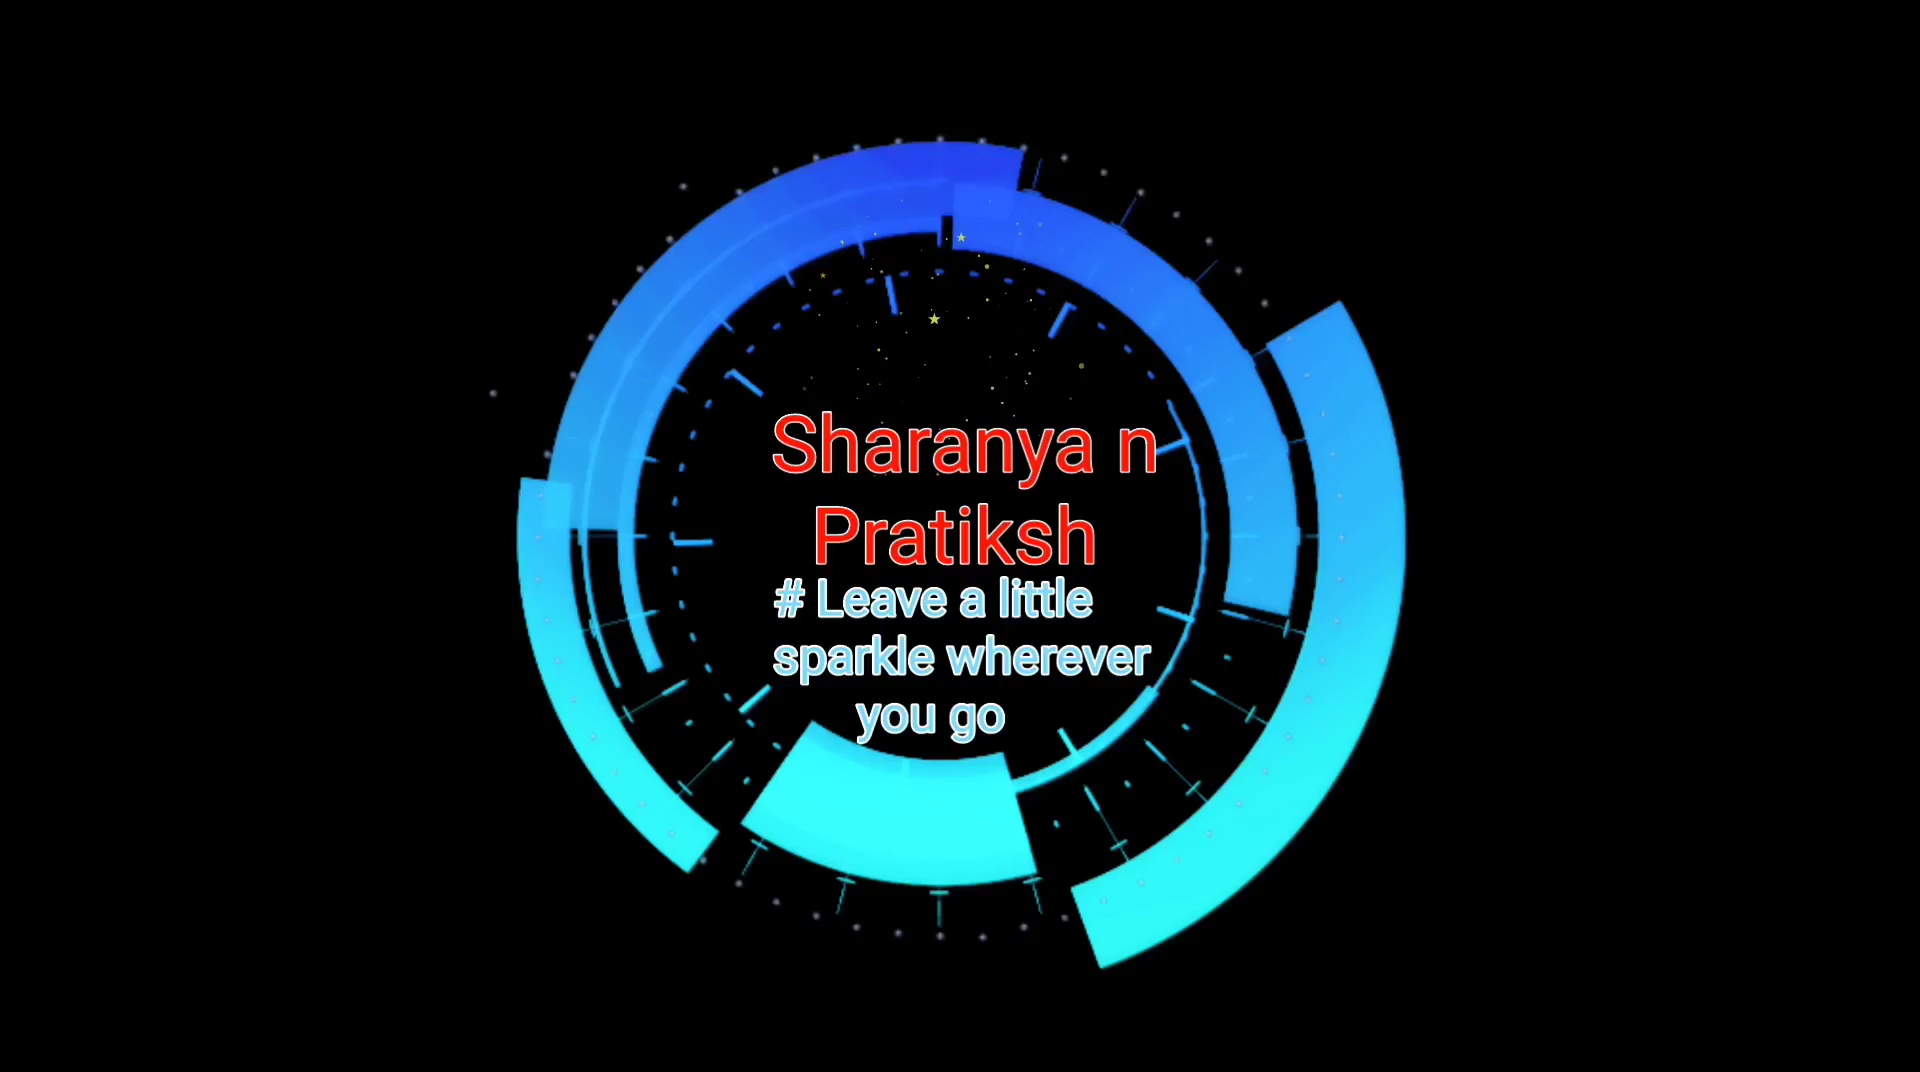 Sharanya n
Pratiksh
# Leave a little
sparkle wherever
you go